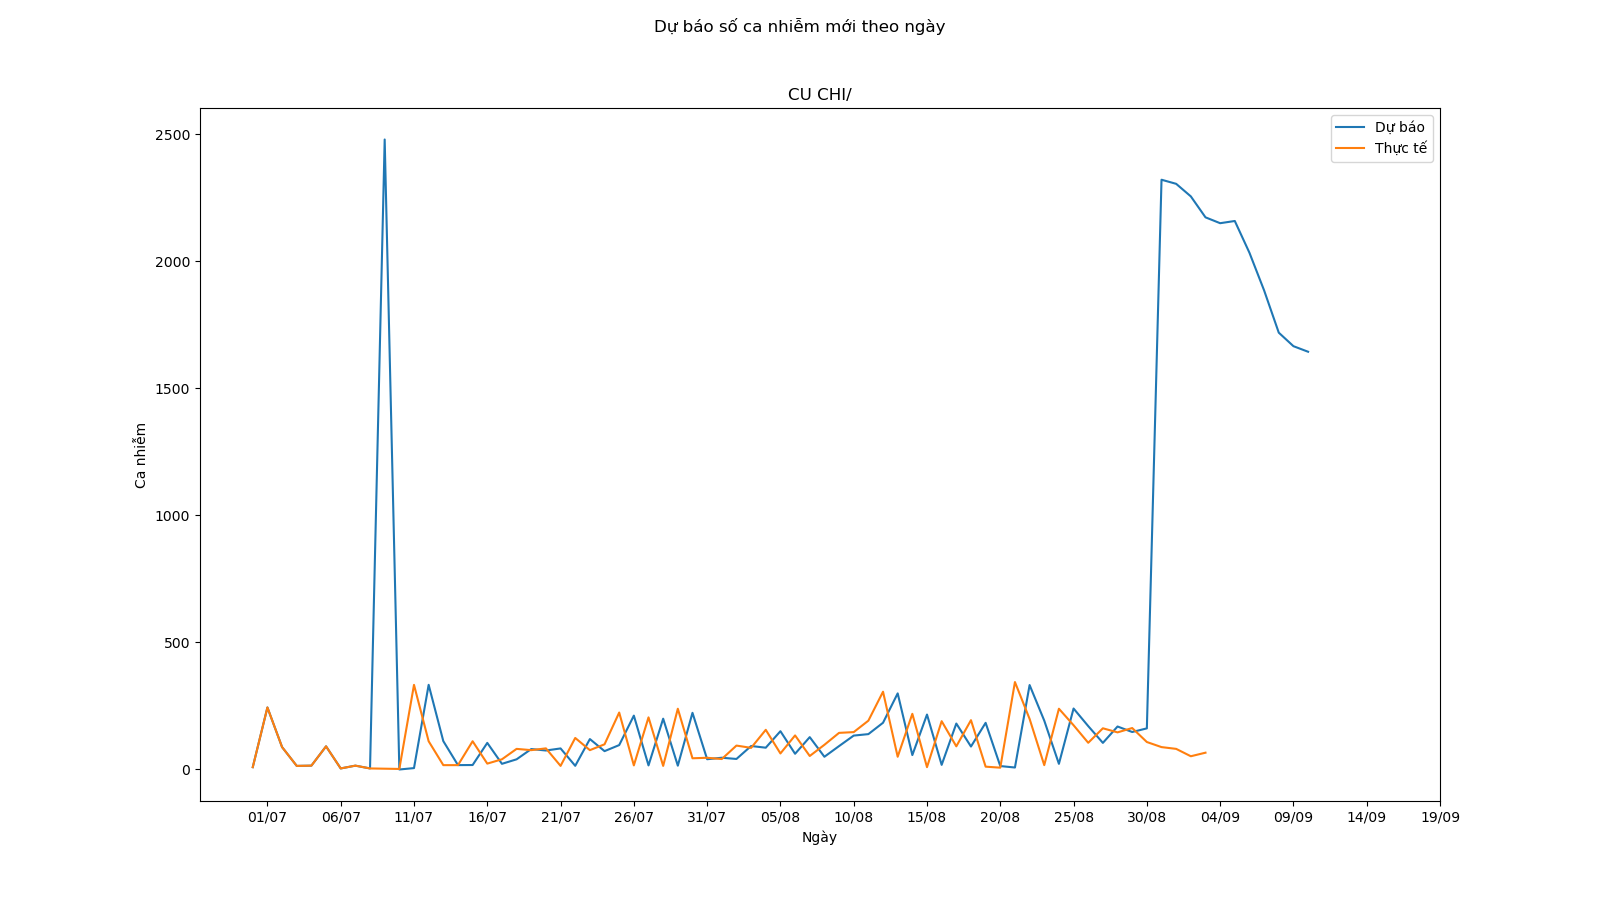 Dự báo số ca nhiễm mới theo ngày
CU CHI/
Dự báo
Thực tế
2500
2000
1500
1000
500
0
Ca nhiễm
01/07 06/07 11/07 16/07 21/07 26/07 31/07 05/08 10/08 15/08 20/08 25/08 30/08 04/09 09/09 14/09 19/09
Ngày